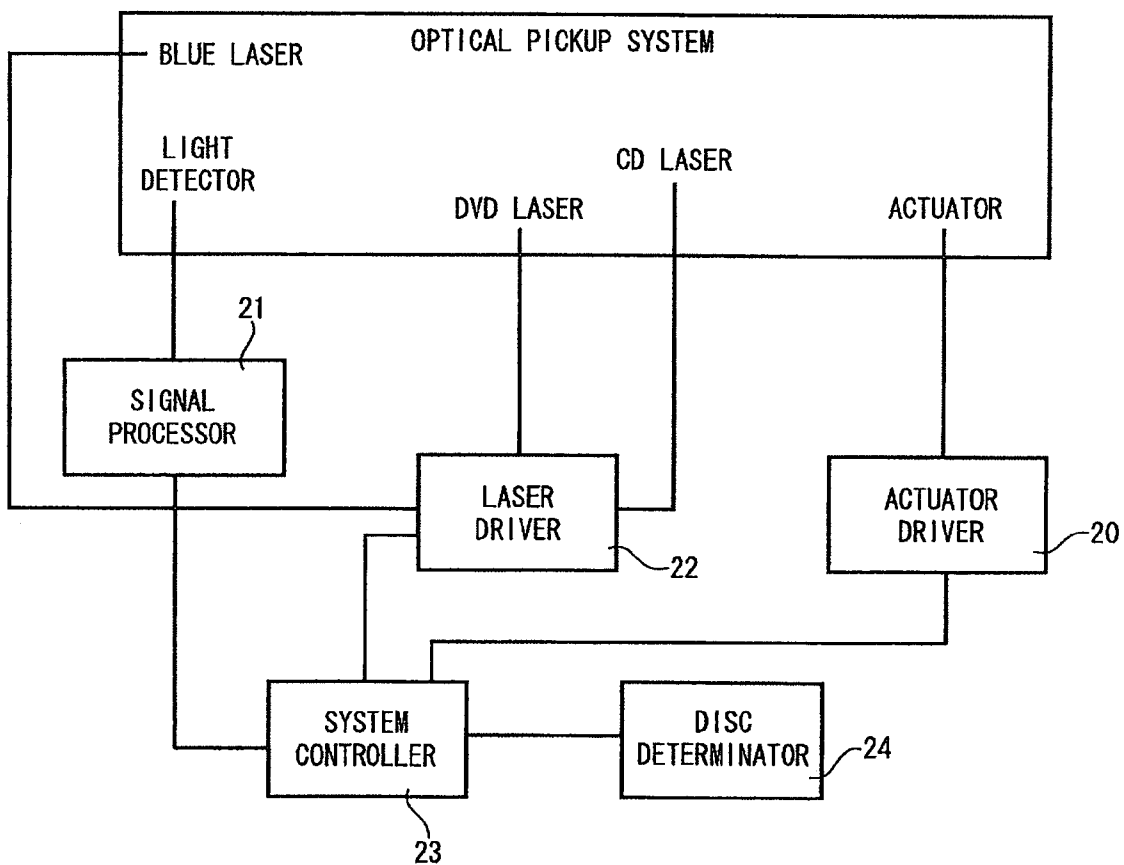 OPTICAL PICKUP SYSTEM
BLUE LASER
LIGHT
DETECTOR
CD LASER
DVD LASER
ACTUATOR
21
SIGNAL
PROCESSOR
LASER
DRIVER
22
ACTUATOR
DRIVER
20
SYSTEM
CONTROLLER
23
DISC
DETERMINATOR
24